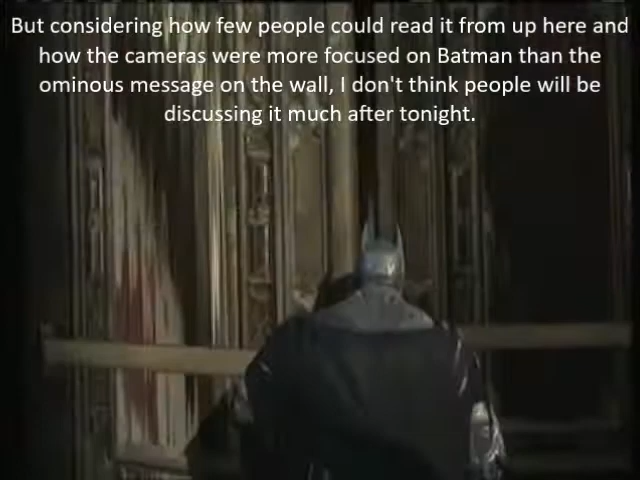 But considering how few people could read it from up here and
how the cameras were more focused on Batman than the
ominous message on the wall, I don't think people will be
discussing it much after tonight.